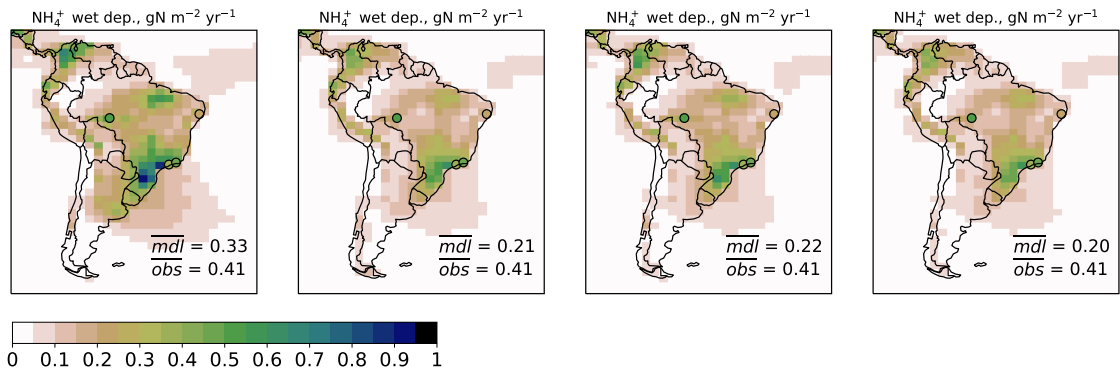 NH₄⁺ wet dep., gN m⁻² yr⁻¹ NH₄⁺ wet dep., gN m⁻² yr⁻¹ NH₄⁺ wet dep., gN m⁻² yr⁻¹ NH₄⁺ wet dep., gN m⁻² yr⁻¹
mdl = 0.33 mdl = 0.21 mdl = 0.22 mdl = 0.20
obs = 0.41 obs = 0.41 obs = 0.41 obs = 0.41
0 0.1 0.2 0.3 0.4 0.5 0.6 0.7 0.8 0.9 1